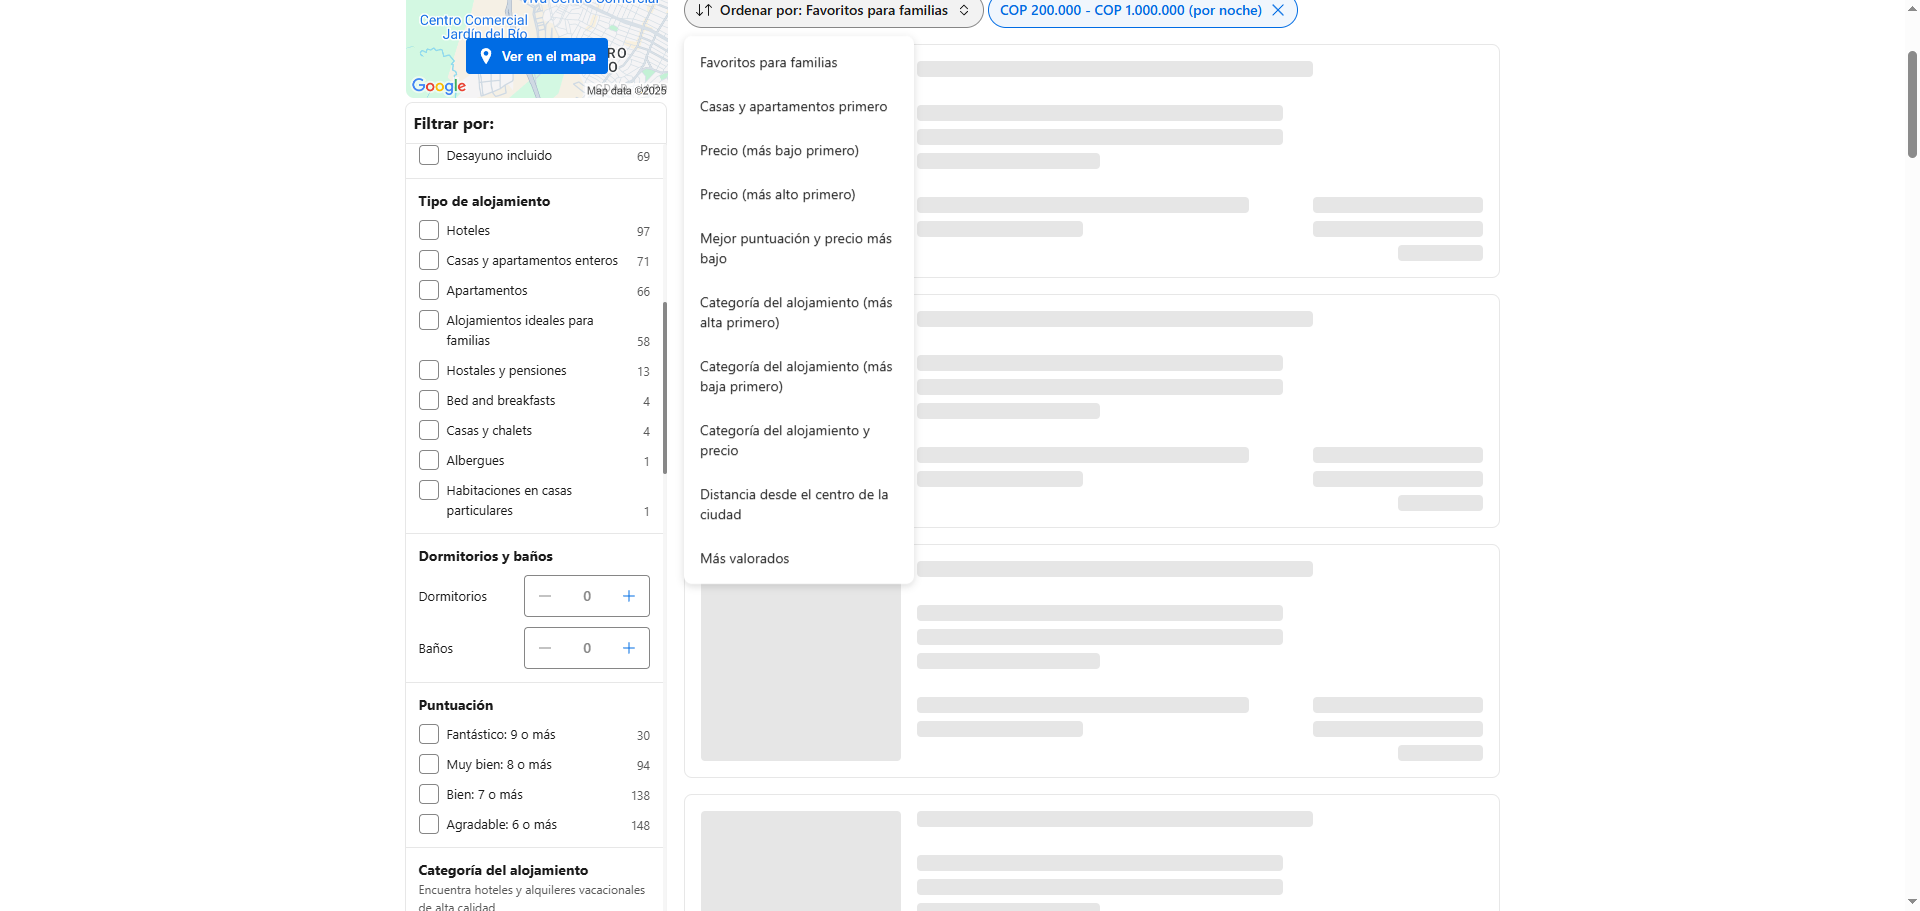 Centro Comercial
Jardín del Río
Ver en el mapa
Google
Map data ©2025
Filtrar por:
Desayuno incluido 69
Tipo de alojamiento
Hoteles 97
Casas y apartamentos enteros 71
Apartamentos 66
Alojamientos ideales para
familias 58
Hostales y pensiones 13
Bed and breakfasts 4
Casas y chalets 4
Albergues 1
Habitaciones en casas
particulares 1
Dormitorios y baños
Dormitorios 0
Baños 0
Puntuación
Fantástico: 9 o más 30
Muy bien: 8 o más 94
Bien: 7 o más 138
Agradable: 6 o más 148
Categoría del alojamiento
Encuentra hoteles y alquileres vacacionales
de alta calidad
Ordenar por: Favoritos para familias
COP 200.000 - COP 1.000.000 (por noche)
Favoritos para familias
Casas y apartamentos primero
Precio (más bajo primero)
Precio (más alto primero)
Mejor puntuación y precio más
bajo
Categoría del alojamiento (más
alta primero)
Categoría del alojamiento (más
baja primero)
Categoría del alojamiento y
precio
Distancia desde el centro de la
ciudad
Más valorados